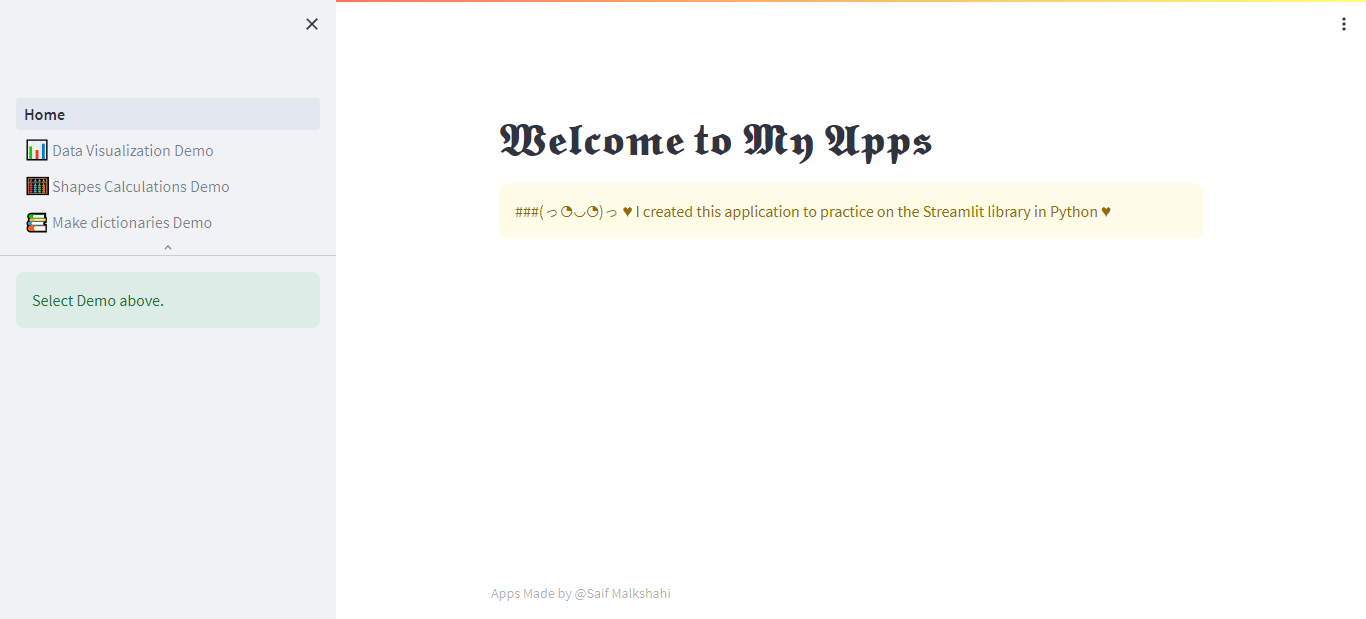 Home
📊 Data Visualization Demo
🧮 Shapes Calculations Demo
📚 Make dictionaries Demo
Select Demo above.
𝖂𝖊𝖑𝖈𝖔𝖒𝖊 𝖙𝖔 𝕸𝖞 𝕬𝖕𝖕𝖘
###(っ◔◡◔)っ ♥ I created this application to practice on the Streamlit library in Python ♥
Apps Made by @Saif Malkshahi